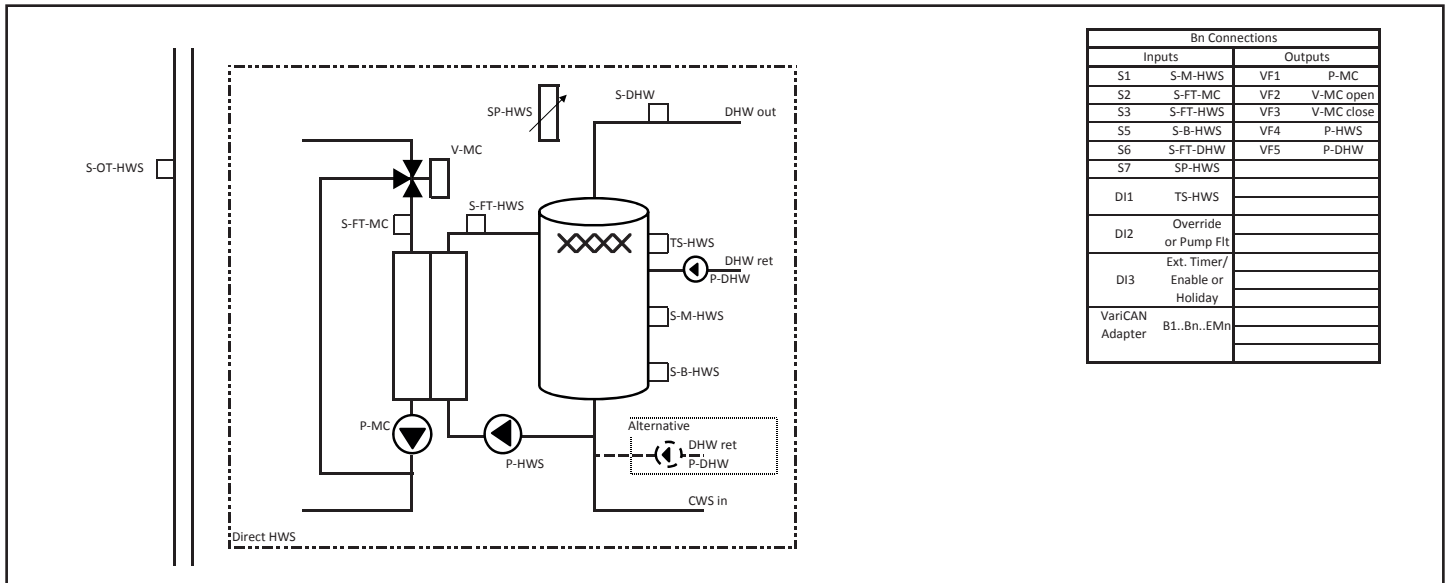 S-OT-HWS
SP-HWS
S-DHW
DHW out
V-MC
S-FT-MC
S-FT-HWS
TS-HWS
DHW ret
P-DHW
S-M-HWS
S-B-HWS
P-MC
P-HWS
Alternative
DHW ret
P-DHW
CWS in
Direct HWS
Bn Connections
Inputs Outputs
S1 S-M-HWS VF1 P-MC
S2 S-FT-MC VF2 V-MC open
S3 S-FT-HWS VF3 V-MC close
S5 S-B-HWS VF4 P-HWS
S6 S-FT-DHW VF5 P-DHW
S7 SP-HWS
DI1 TS-HWS
DI2 Override
or Pump Flt
DI3 Ext. Timer/
Enable or
Holiday
VariCAN
Adapter B1..Bn..EMn